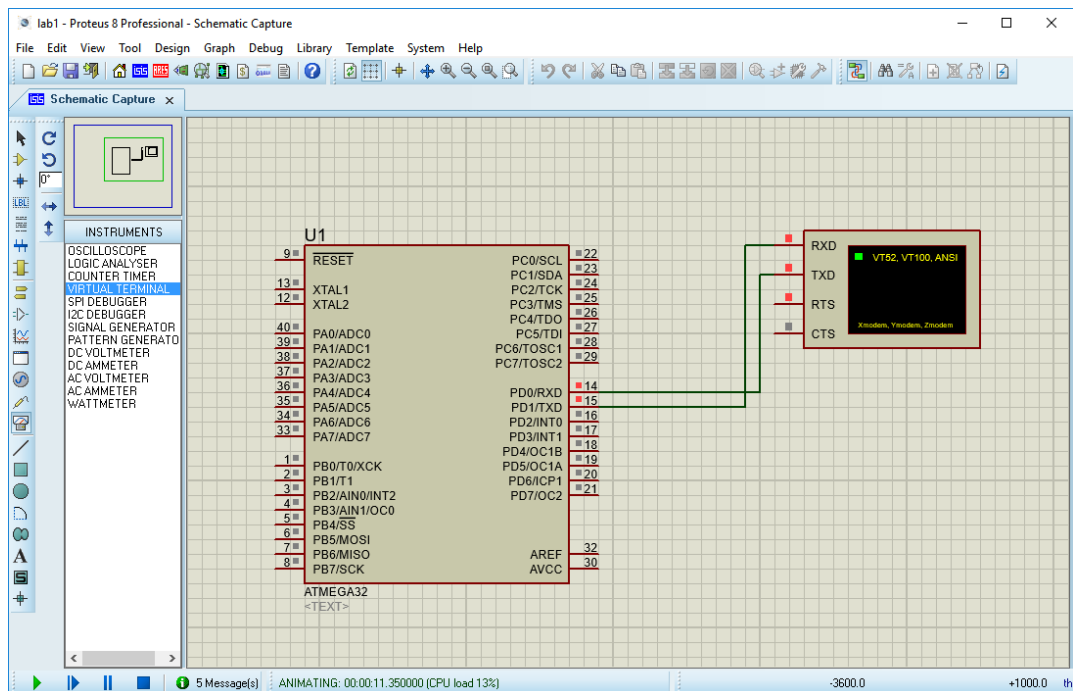 lab1 - Proteus 8 Professional - Schematic Capture
File Edit View Tool Design Graph Debug Library Template System Help
Schematic Capture
0°
LBL
INSTRUMENTS
OSCILLOSCOPE
LOGIC ANALYSER
COUNTER TIMER
VIRTUAL TERMINAL
SPI DEBUGGER
I2C DEBUGGER
SIGNAL GENERATOR
PATTERN GENERATO
DC VOLTMETER
DC AMMETER
AC VOLTMETER
AC AMMETER
WATTMETER
U1
9 RESET
13 XTAL1
12 XTAL2
40 PA0/ADC0
39 PA1/ADC1
38 PA2/ADC2
37 PA3/ADC3
36 PA4/ADC4
35 PA5/ADC5
34 PA6/ADC6
33 PA7/ADC7
1 PB0/T0/XCK
2 PB1/T1
3 PB2/AIN0/INT2
4 PB3/AIN1/OC0
5 PB4/SS
6 PB5/MOSI
7 PB6/MISO
8 PB7/SCK
PC0/SCL 22
PC1/SDA 23
PC2/TCK 24
PC3/TMS 25
PC4/TDO 26
PC5/TDI 27
PC6/TOSC1 28
PC7/TOSC2 29
PD0/RXD 14
PD1/TXD 15
PD2/INT0 16
PD3/INT1 17
PD4/OC1B 18
PD5/OC1A 19
PD6/ICP1 20
PD7/OC2 21
AREF 32
AVCC 30
ATMEGA32
<TEXT>
RXD
TXD
RTS
CTS
VT52, VT100, ANSI
Xmodem, Ymodem, Zmodem
5 Message(s) ANIMATING: 00:00:11.350000 (CPU load 13%) -3600.0 +1000.0 th